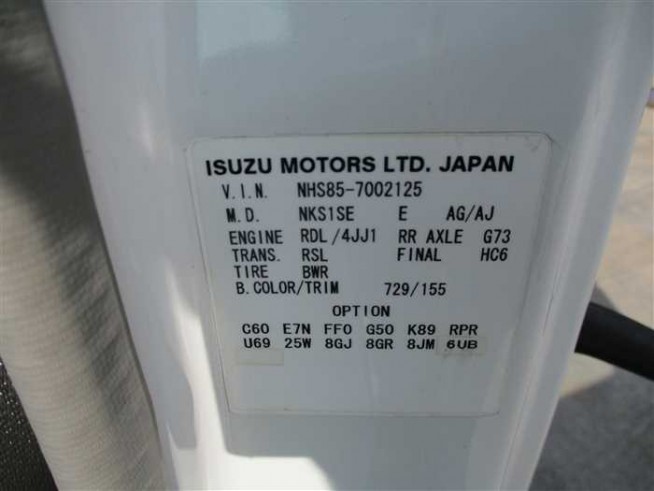 ISUZU MOTORS LTD. JAPAN
V.I.N. NHS85-7002125
M.D. NKS1SE E AG/AJ
ENGINE RDL/4JJ1 RR AXLE G73
TRANS. RSL FINAL HC6
TIRE BWR
B.COLOR/TRIM 729/155
OPTION
C60 E7N FF0 G50 K89 RPR
U69 25W 8GJ 8GR 8JM 6UB